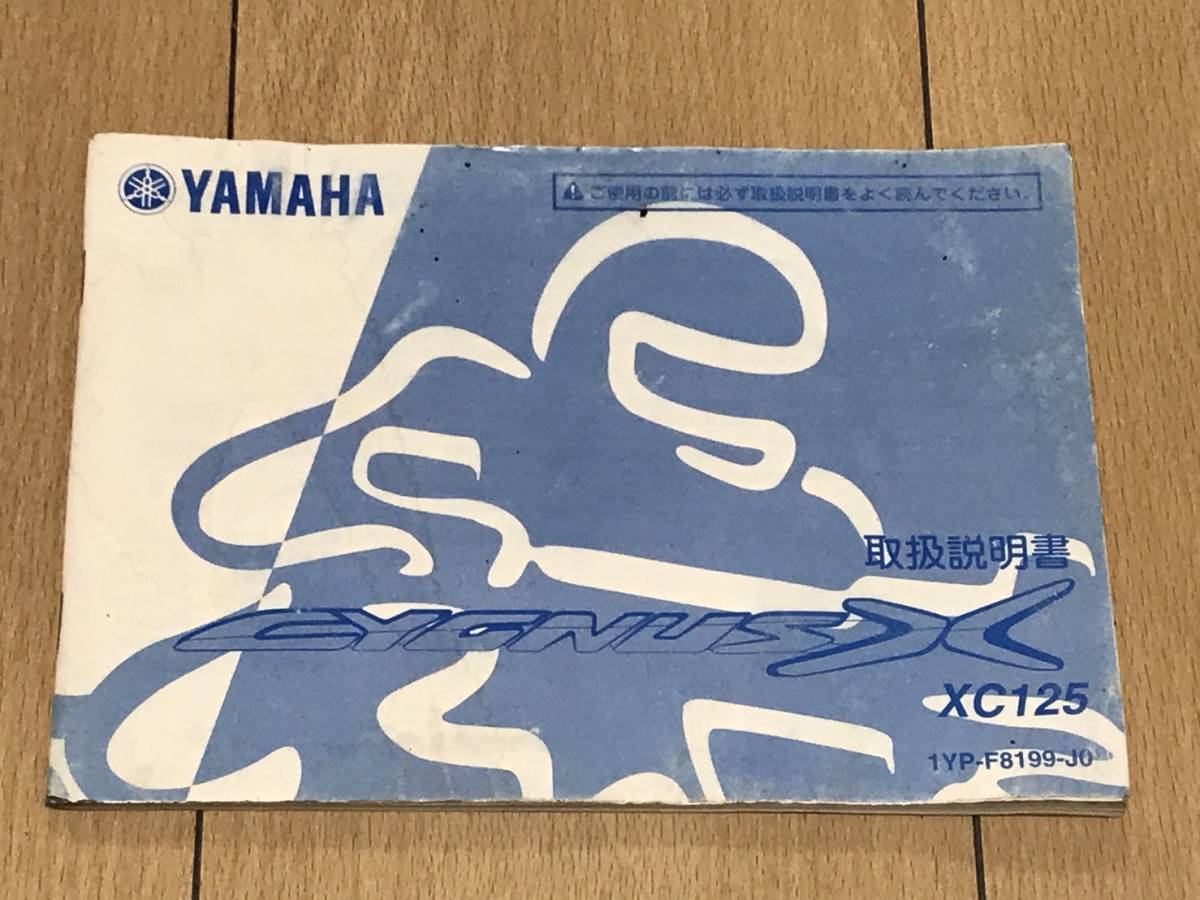 YAMAHA
ご使用の前には必ず取扱説明書をよく読んでください。
取扱説明書
CYGNUSX
XC125
1YP-F8199-J0